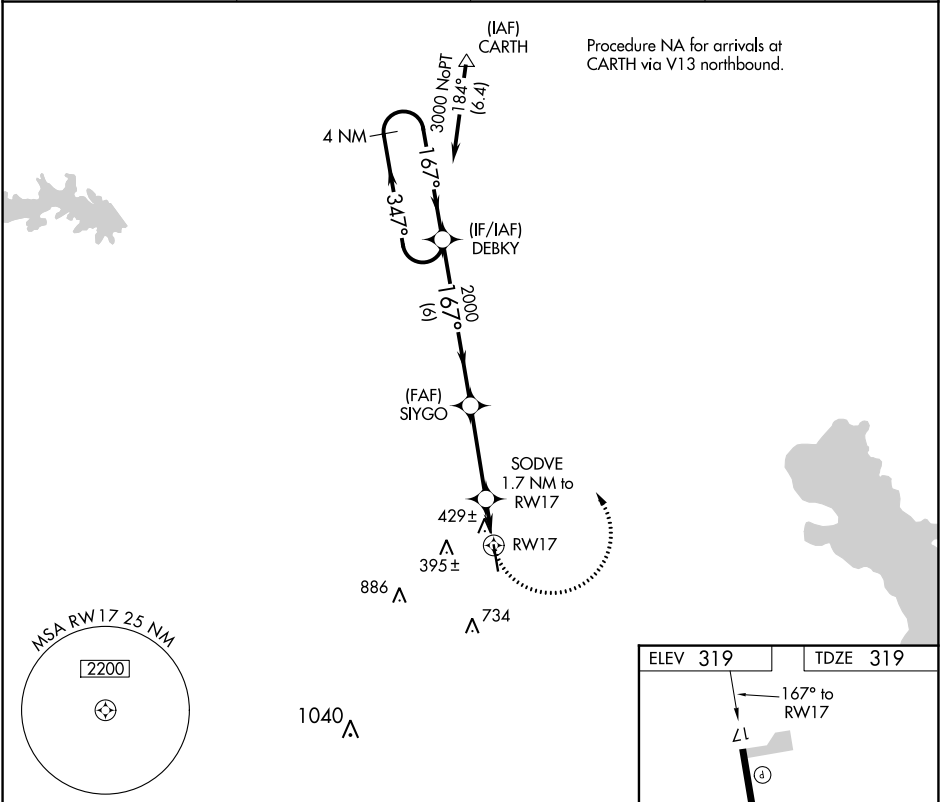 (IAF)
CARTH
Procedure NA for arrivals at
CARTH via V13 northbound.
3000 NoPT
184°
(6.4)
4 NM
167°
347°
(IF/IAF)
DEBKY
2000
167°
(6)
(FAF)
SIYGO
SODVE
1.7 NM to
RW17
429±
RW17
395±
886
734
MSA RW17 25 NM
2200
1040
ELEV 319
TDZE 319
167° to
RW17
17
P